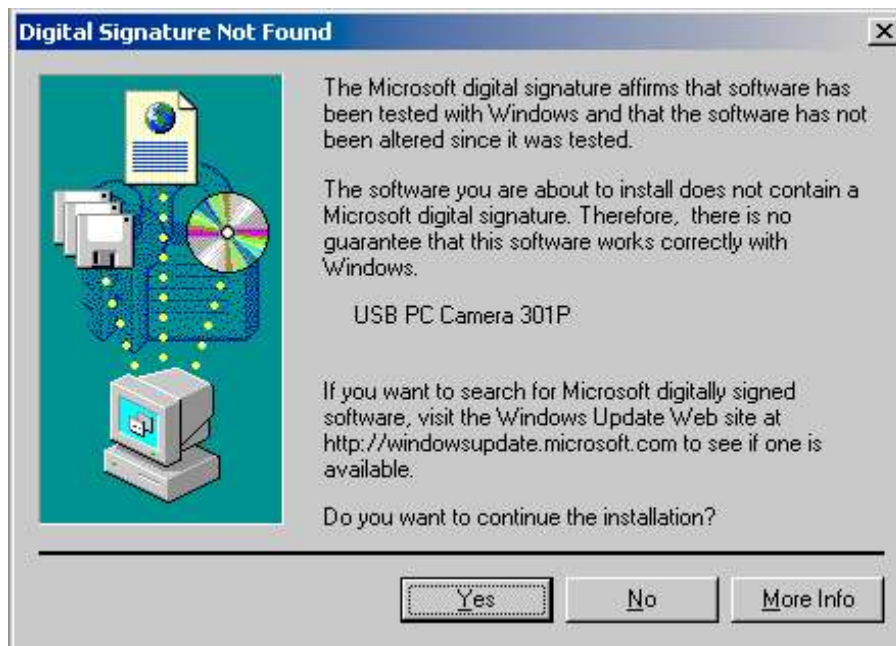 Digital Signature Not Found
The Microsoft digital signature affirms that software has
been tested with Windows and that the software has not
been altered since it was tested.
The software you are about to install does not contain a
Microsoft digital signature. Therefore,  there is no
guarantee that this software works correctly with
Windows.
USB PC Camera 301P
If you want to search for Microsoft digitally signed
software, visit the Windows Update Web site at
http://windowsupdate.microsoft.com to see if one is
available.
Do you want to continue the installation?
Yes No More Info